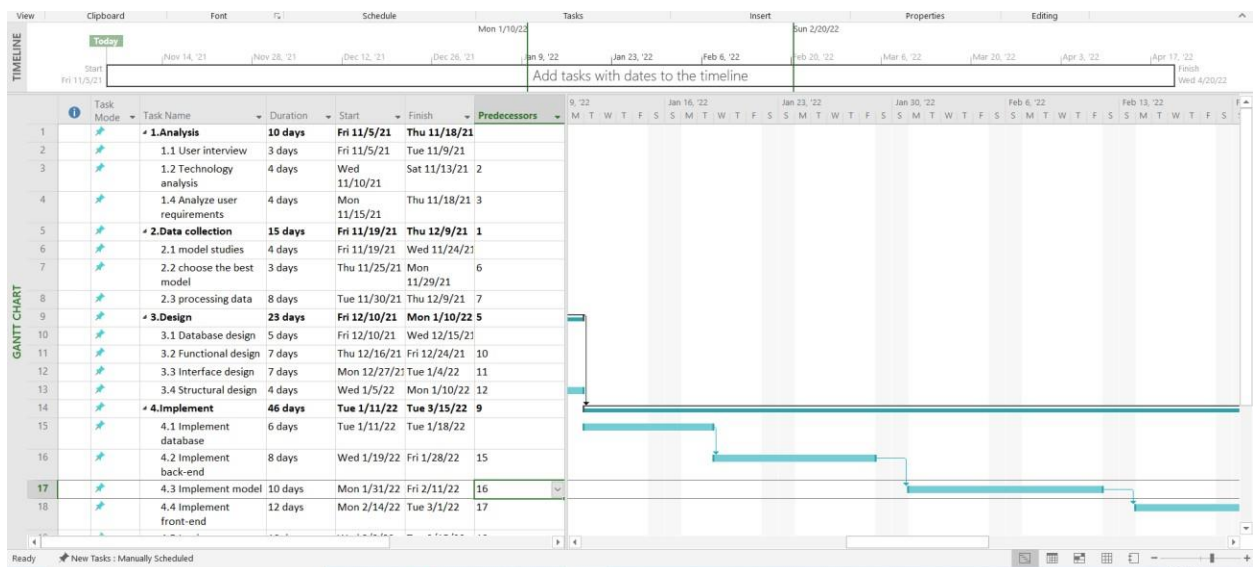 View Clipboard Font Schedule Tasks Insert Properties Editing
TIMELINE
Mon 1/10/22 Sun 2/20/22
Today
Nov 14, '21 Nov 28, '21 Dec 12, '21 Dec 26, '21 Jan 9, '22 Jan 23, '22 Feb 6, '22 Feb 20, '22 Mar 6, '22 Mar 20, '22 Apr 3, '22 Apr 17, '22
Start
Fri 11/5/21
Add tasks with dates to the timeline
Finish
Wed 4/20/22
GANTT CHART
Task Mode Task Name Duration Start Finish Predecessors
9, '22 Jan 16, '22 Jan 23, '22 Jan 30, '22 Feb 6, '22 Feb 13, '22 F
M T W T F S S M T W T F S S M T W T F S S M T W T F S S M T W T F S S M T W T F S
1 1.Analysis 10 days Fri 11/5/21 Thu 11/18/21
2 1.1 User interview 3 days Fri 11/5/21 Tue 11/9/21
3 1.2 Technology analysis 4 days Wed 11/10/21 Sat 11/13/21 2
4 1.4 Analyze user requirements 4 days Mon 11/15/21 Thu 11/18/21 3
5 2.Data collection 15 days Fri 11/19/21 Thu 12/9/21 1
6 2.1 model studies 4 days Fri 11/19/21 Wed 11/24/21
7 2.2 choose the best model 3 days Thu 11/25/21 Mon 11/29/21 6
8 2.3 processing data 8 days Tue 11/30/21 Thu 12/9/21 7
9 3.Design 23 days Fri 12/10/21 Mon 1/10/22 5
10 3.1 Database design 5 days Fri 12/10/21 Wed 12/15/21
11 3.2 Functional design 7 days Thu 12/16/21 Fri 12/24/21 10
12 3.3 Interface design 7 days Mon 12/27/21 Tue 1/4/22 11
13 3.4 Structural design 4 days Wed 1/5/22 Mon 1/10/22 12
14 4.Implement 46 days Tue 1/11/22 Tue 3/15/22 9
15 4.1 Implement database 6 days Tue 1/11/22 Tue 1/18/22
16 4.2 Implement back-end 8 days Wed 1/19/22 Fri 1/28/22 15
17 4.3 Implement model 10 days Mon 1/31/22 Fri 2/11/22 16
18 4.4 Implement front-end 12 days Mon 2/14/22 Tue 3/1/22 17
Ready New Tasks : Manually Scheduled